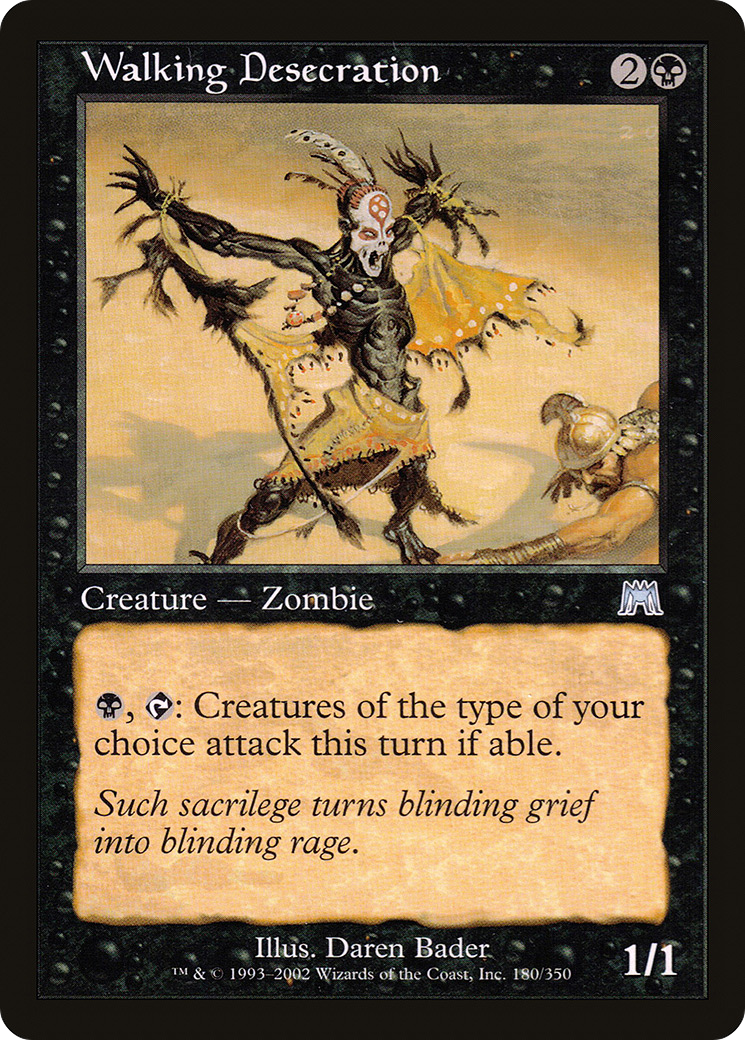 Walking Desecration
2
20
Creature — Zombie
, : Creatures of the type of your
choice attack this turn if able.
Such sacrilege turns blinding grief
into blinding rage.
Illus. Daren Bader
1/1
™ & © 1993–2002 Wizards of the Coast, Inc. 180/350